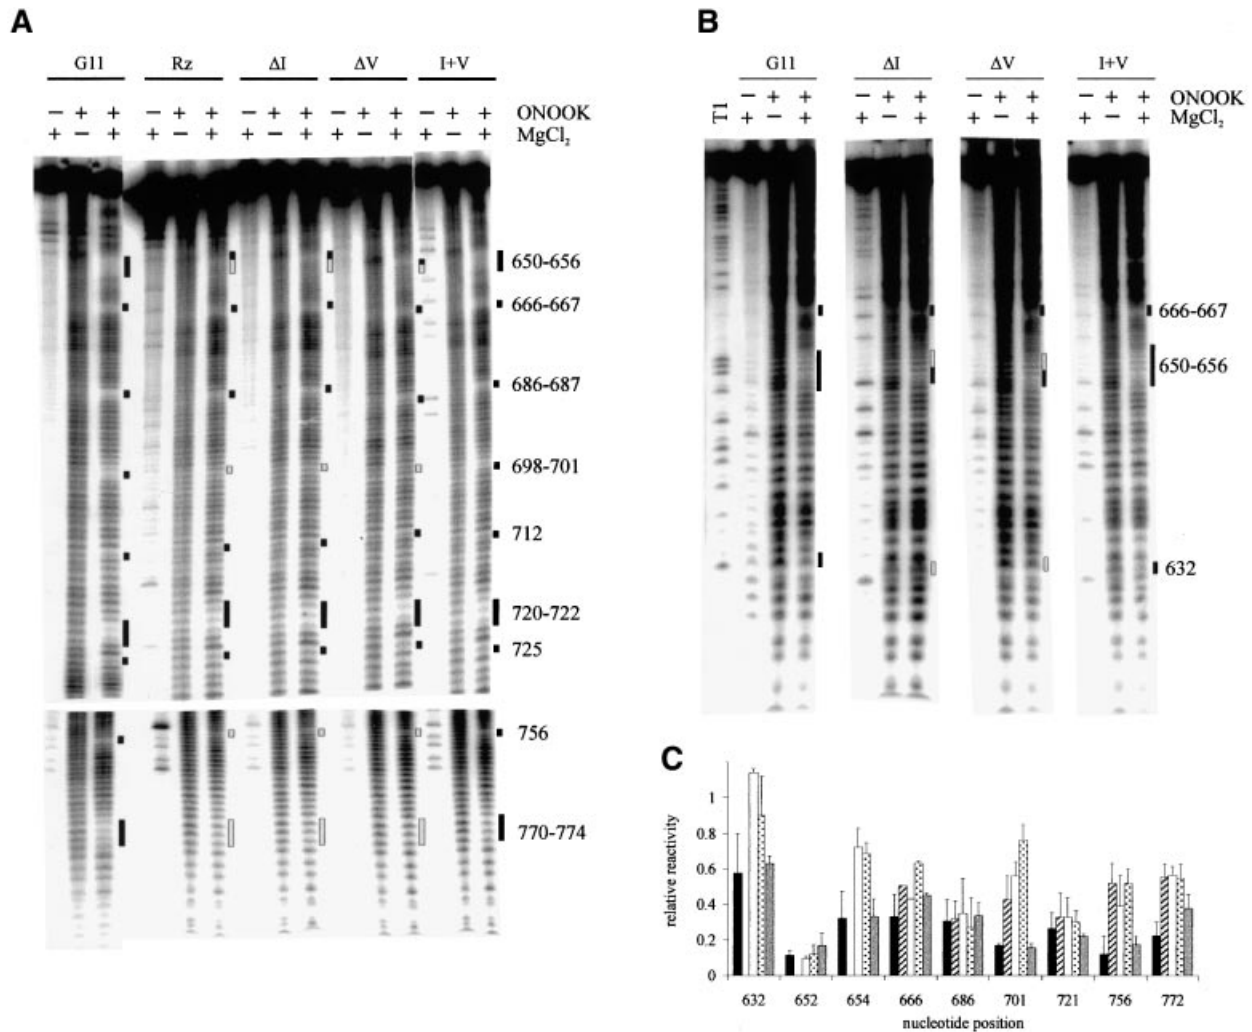 A
G11 Rz ΔI ΔV I+V
− + + − + + − + + − + + − + + ONOOK
+ − + + − + + − + + − + + − + MgCl₂
650-656
666-667
686-687
698-701
712
720-722
725
756
770-774
B
G11 ΔI ΔV I+V
T1
− + + − + + − + + − + + ONOOK
+ − + + − + + − + + − + MgCl₂
666-667
650-656
632
C
relative reactivity
1
0.8
0.6
0.4
0.2
0
632 652 654 666 686 701 721 756 772
nucleotide position